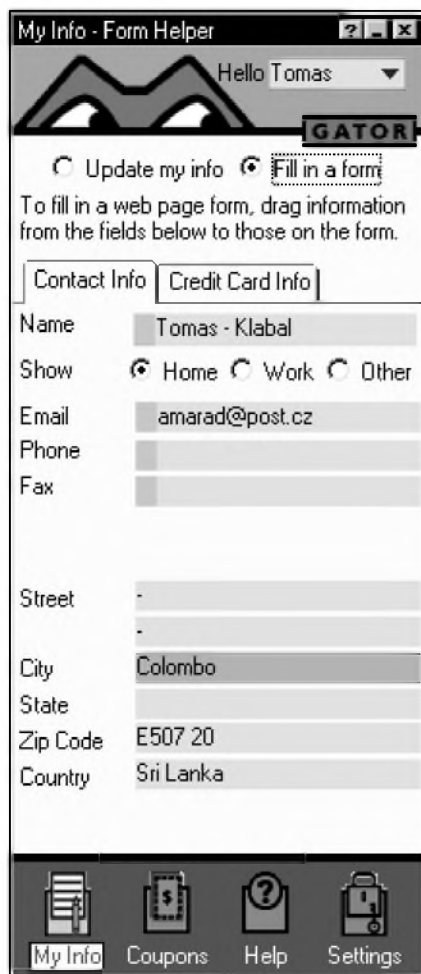 My Info - Form Helper
Hello Tomas
GATOR
Update my info Fill in a form
To fill in a web page form, drag information
from the fields below to those on the form.
Contact Info Credit Card Info
Name Tomas - Klabal
Show Home Work Other
Email amarad@post.cz
Phone
Fax
Street -
-
City Colombo
State
Zip Code E507 20
Country Sri Lanka
My Info Coupons Help Settings